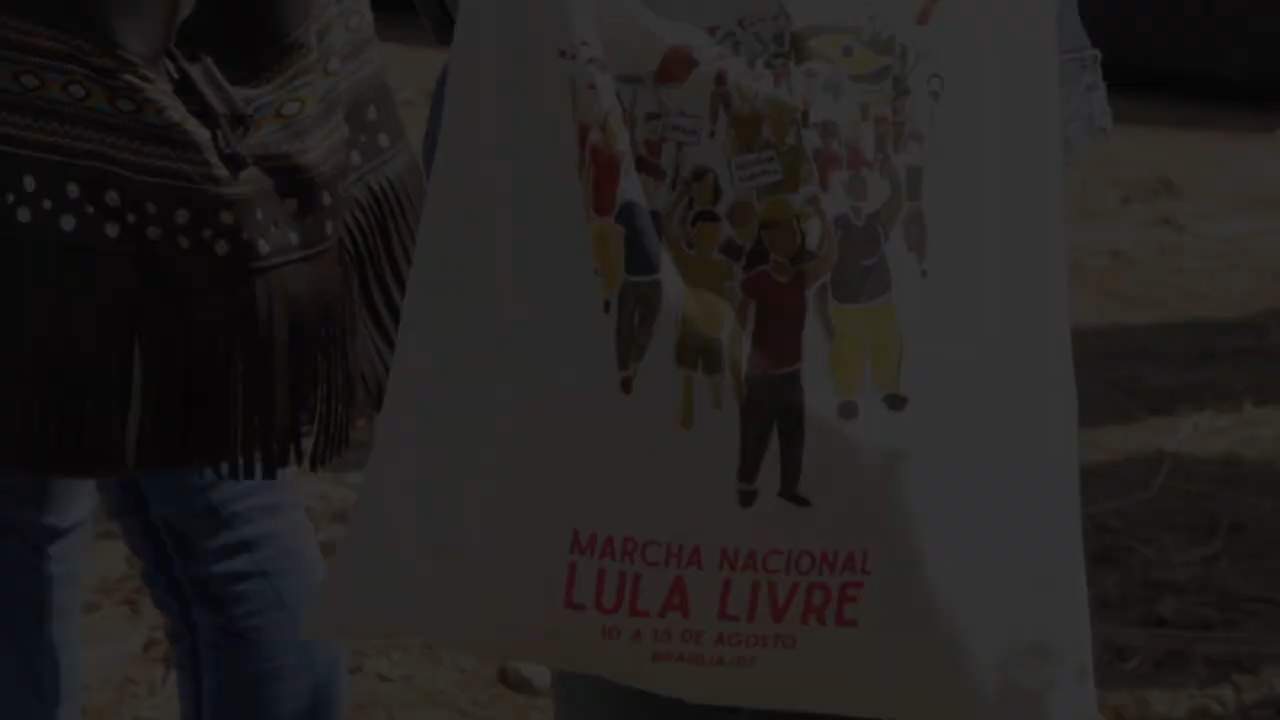 MARCHA NACIONAL
LULA LIVRE
10 A 15 DE AGOSTO
BRASÍLIA/DF